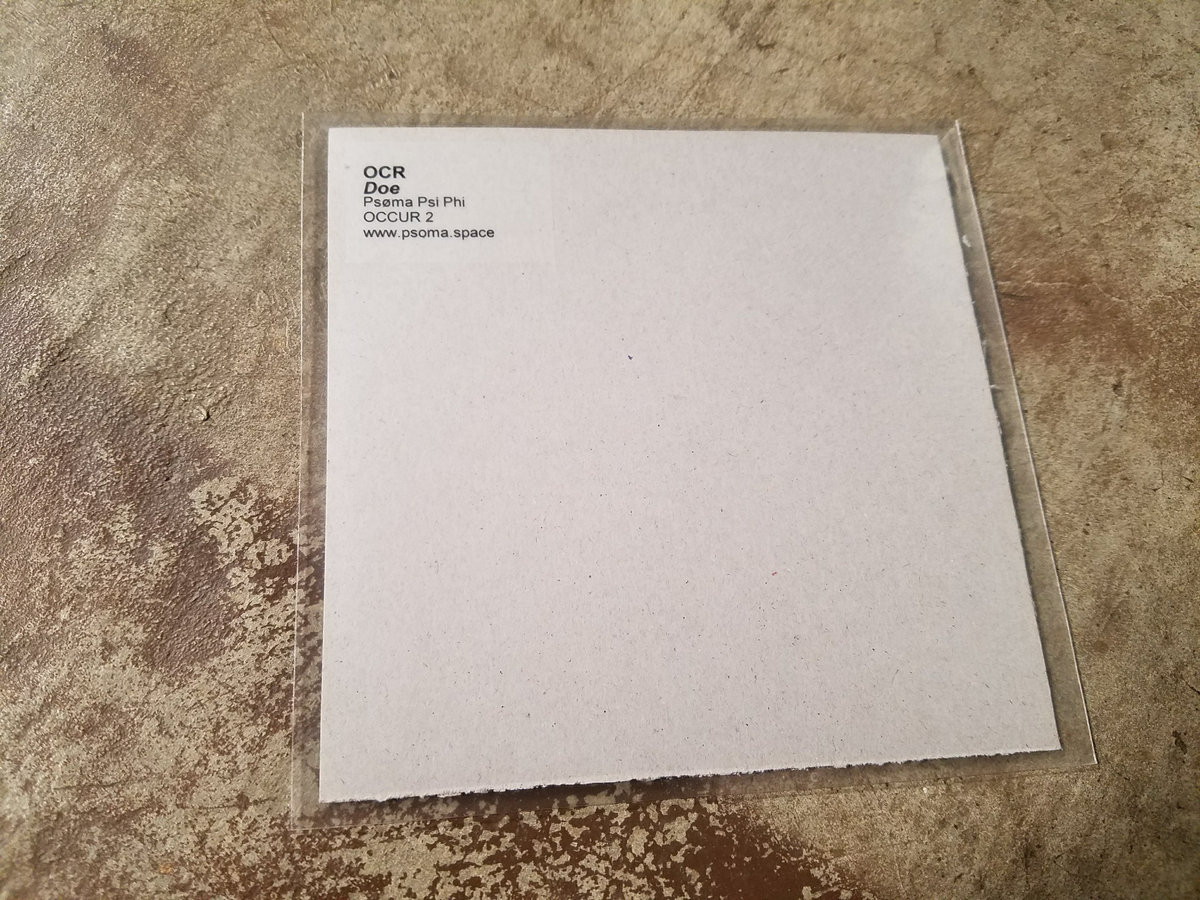 OCR
Doe
Psøma Psi Phi
OCCUR 2
www.psoma.space